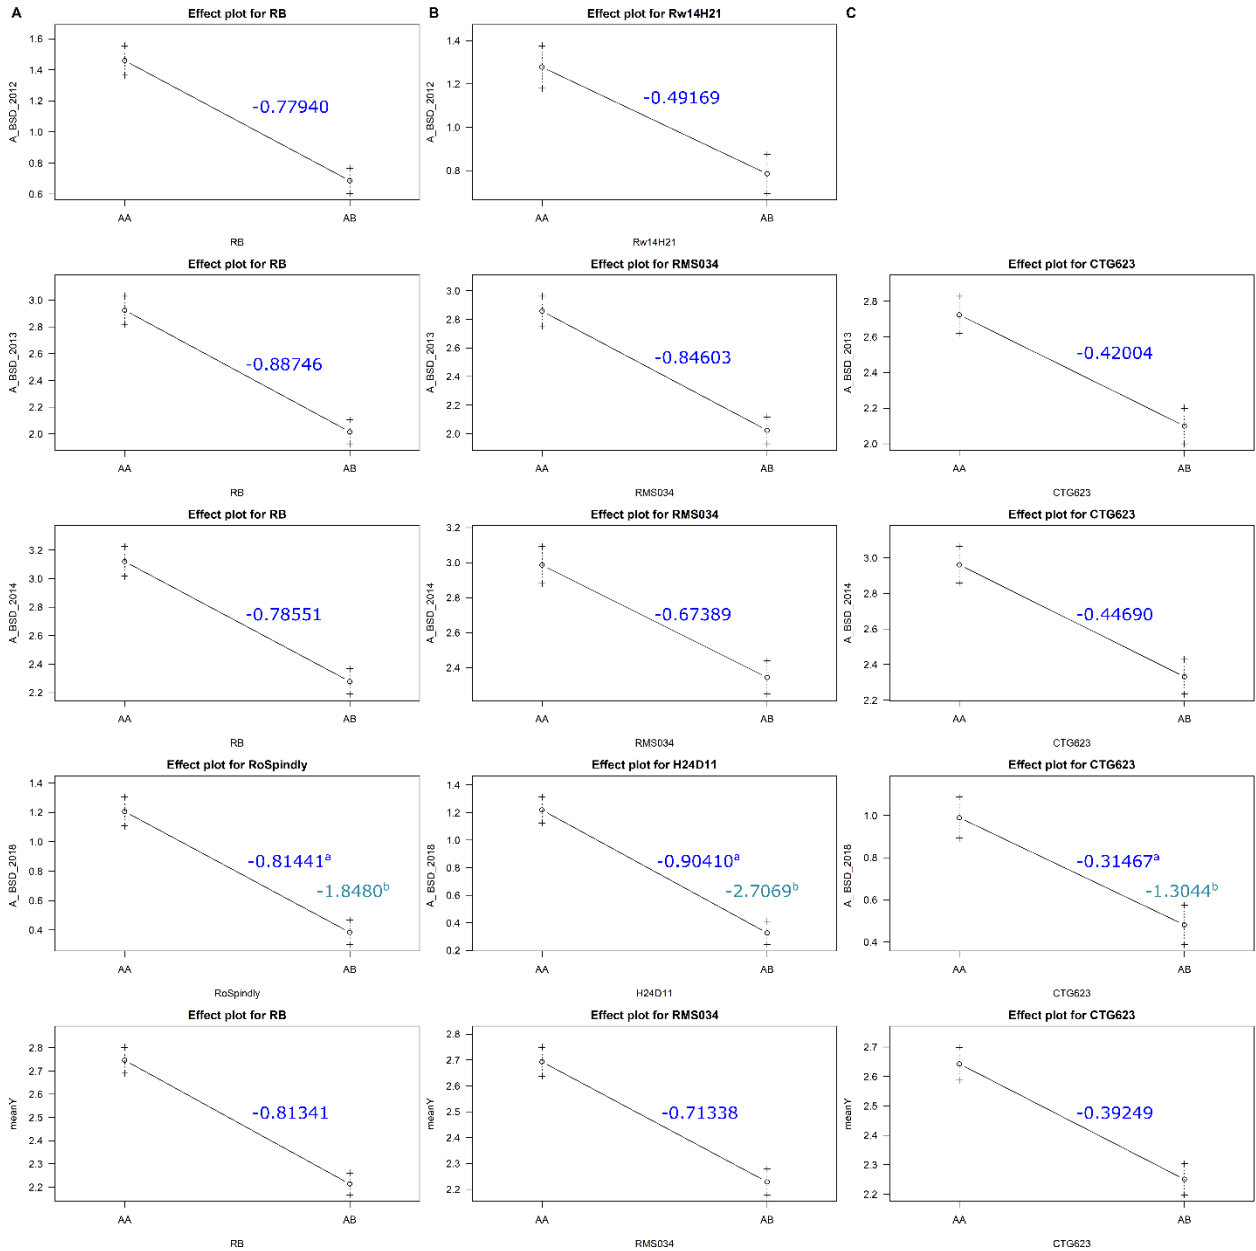 A
Effect plot for RB
A_BSD_2012
1.6
1.4
1.2
1.0
0.8
0.6
-0.77940
AA
AB
RB
B
Effect plot for Rw14H21
A_BSD_2012
1.4
1.2
1.0
0.8
-0.49169
AA
AB
Rw14H21
C
Effect plot for RB
A_BSD_2013
3.0
2.8
2.6
2.4
2.2
2.0
-0.88746
AA
AB
RB
Effect plot for RMS034
A_BSD_2013
3.0
2.8
2.6
2.4
2.2
2.0
-0.84603
AA
AB
RMS034
Effect plot for CTG623
A_BSD_2013
2.8
2.6
2.4
2.2
2.0
-0.42004
AA
AB
CTG623
Effect plot for RB
A_BSD_2014
3.2
3.0
2.8
2.6
2.4
2.2
-0.78551
AA
AB
RB
Effect plot for RMS034
A_BSD_2014
3.2
3.0
2.8
2.6
2.4
-0.67389
AA
AB
RMS034
Effect plot for CTG623
A_BSD_2014
3.0
2.8
2.6
2.4
2.2
-0.44690
AA
AB
CTG623
Effect plot for RoSpindly
A_BSD_2018
1.4
1.2
1.0
0.8
0.6
0.4
-0.81441ᵃ
-1.8480ᵇ
AA
AB
RoSpindly
Effect plot for H24D11
A_BSD_2018
1.4
1.2
1.0
0.8
0.6
0.4
0.2
-0.90410ᵃ
-2.7069ᵇ
AA
AB
H24D11
Effect plot for CTG623
A_BSD_2018
1.0
0.8
0.6
0.4
-0.31467ᵃ
-1.3044ᵇ
AA
AB
CTG623
Effect plot for RB
meanY
2.8
2.7
2.6
2.5
2.4
2.3
2.2
-0.81341
AA
AB
RB
Effect plot for RMS034
meanY
2.8
2.7
2.6
2.5
2.4
2.3
2.2
-0.71338
AA
AB
RMS034
Effect plot for CTG623
meanY
2.7
2.6
2.5
2.4
2.3
2.2
-0.39249
AA
AB
CTG623